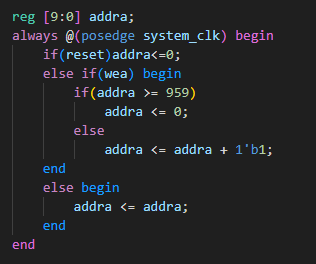 reg [9:0] addra;
always @(posedge system_clk) begin
    if(reset)addra<=0;
    else if(wea) begin
        if(addra >= 959)
            addra <= 0;
        else
            addra <= addra + 1'b1;
    end
    else begin
        addra <= addra;
    end
end